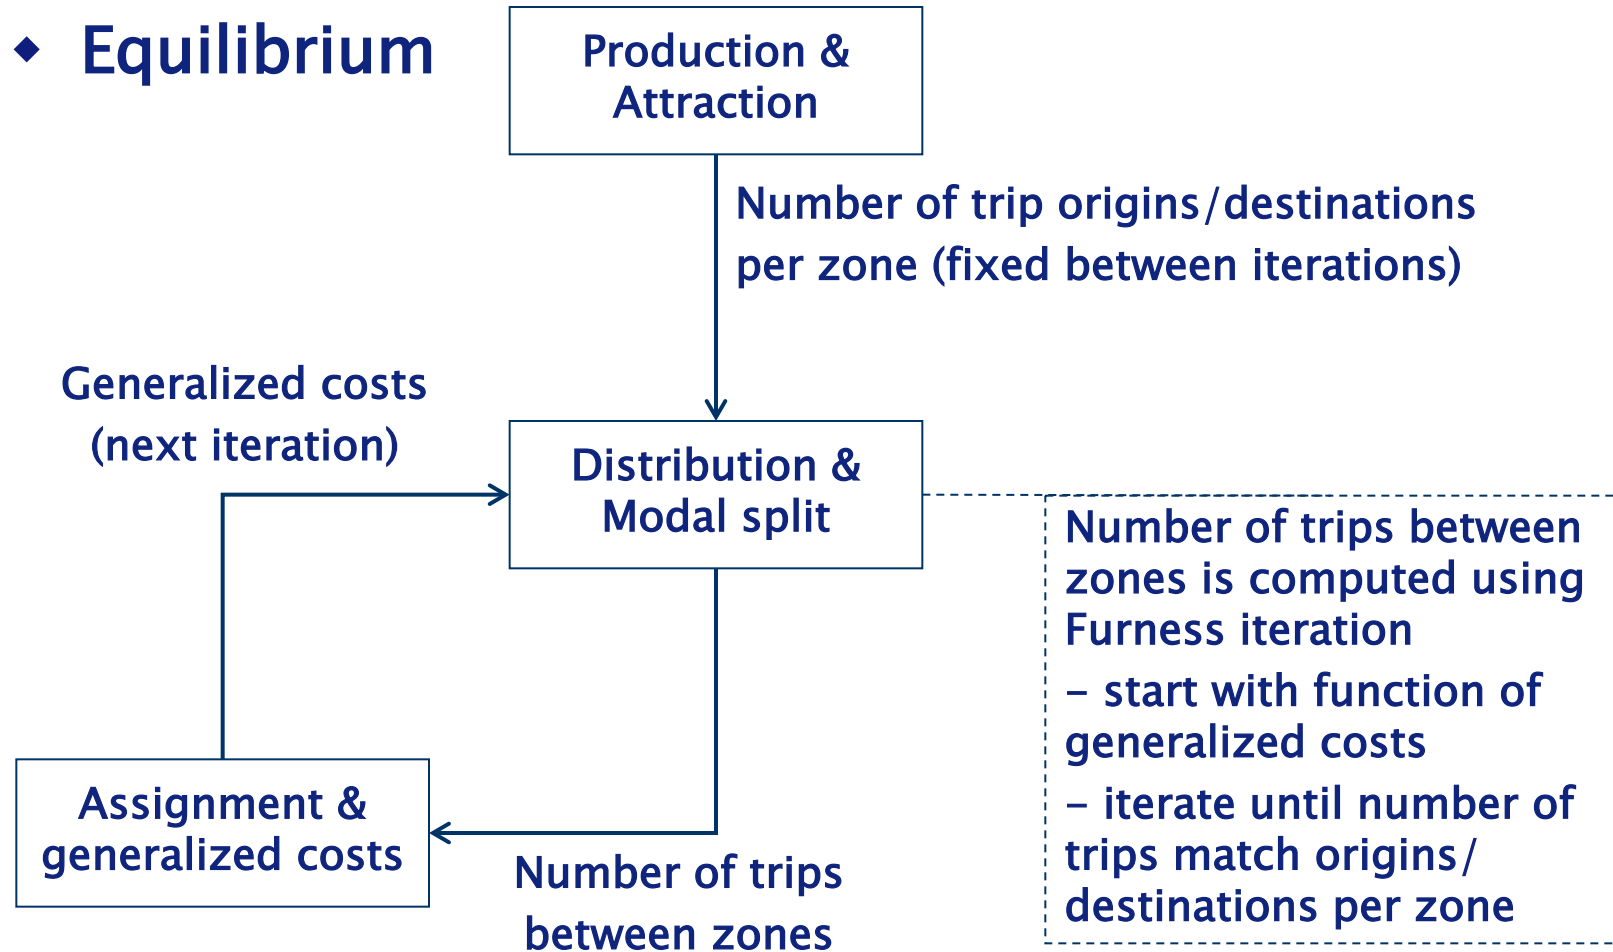 ◆ Equilibrium
Production &
Attraction
Number of trip origins/destinations
per zone (fixed between iterations)
Generalized costs
(next iteration)
Distribution &
Modal split
Number of trips between
zones is computed using
Furness iteration
– start with function of
generalized costs
– iterate until number of
trips match origins/
destinations per zone
Assignment &
generalized costs
Number of trips
between zones